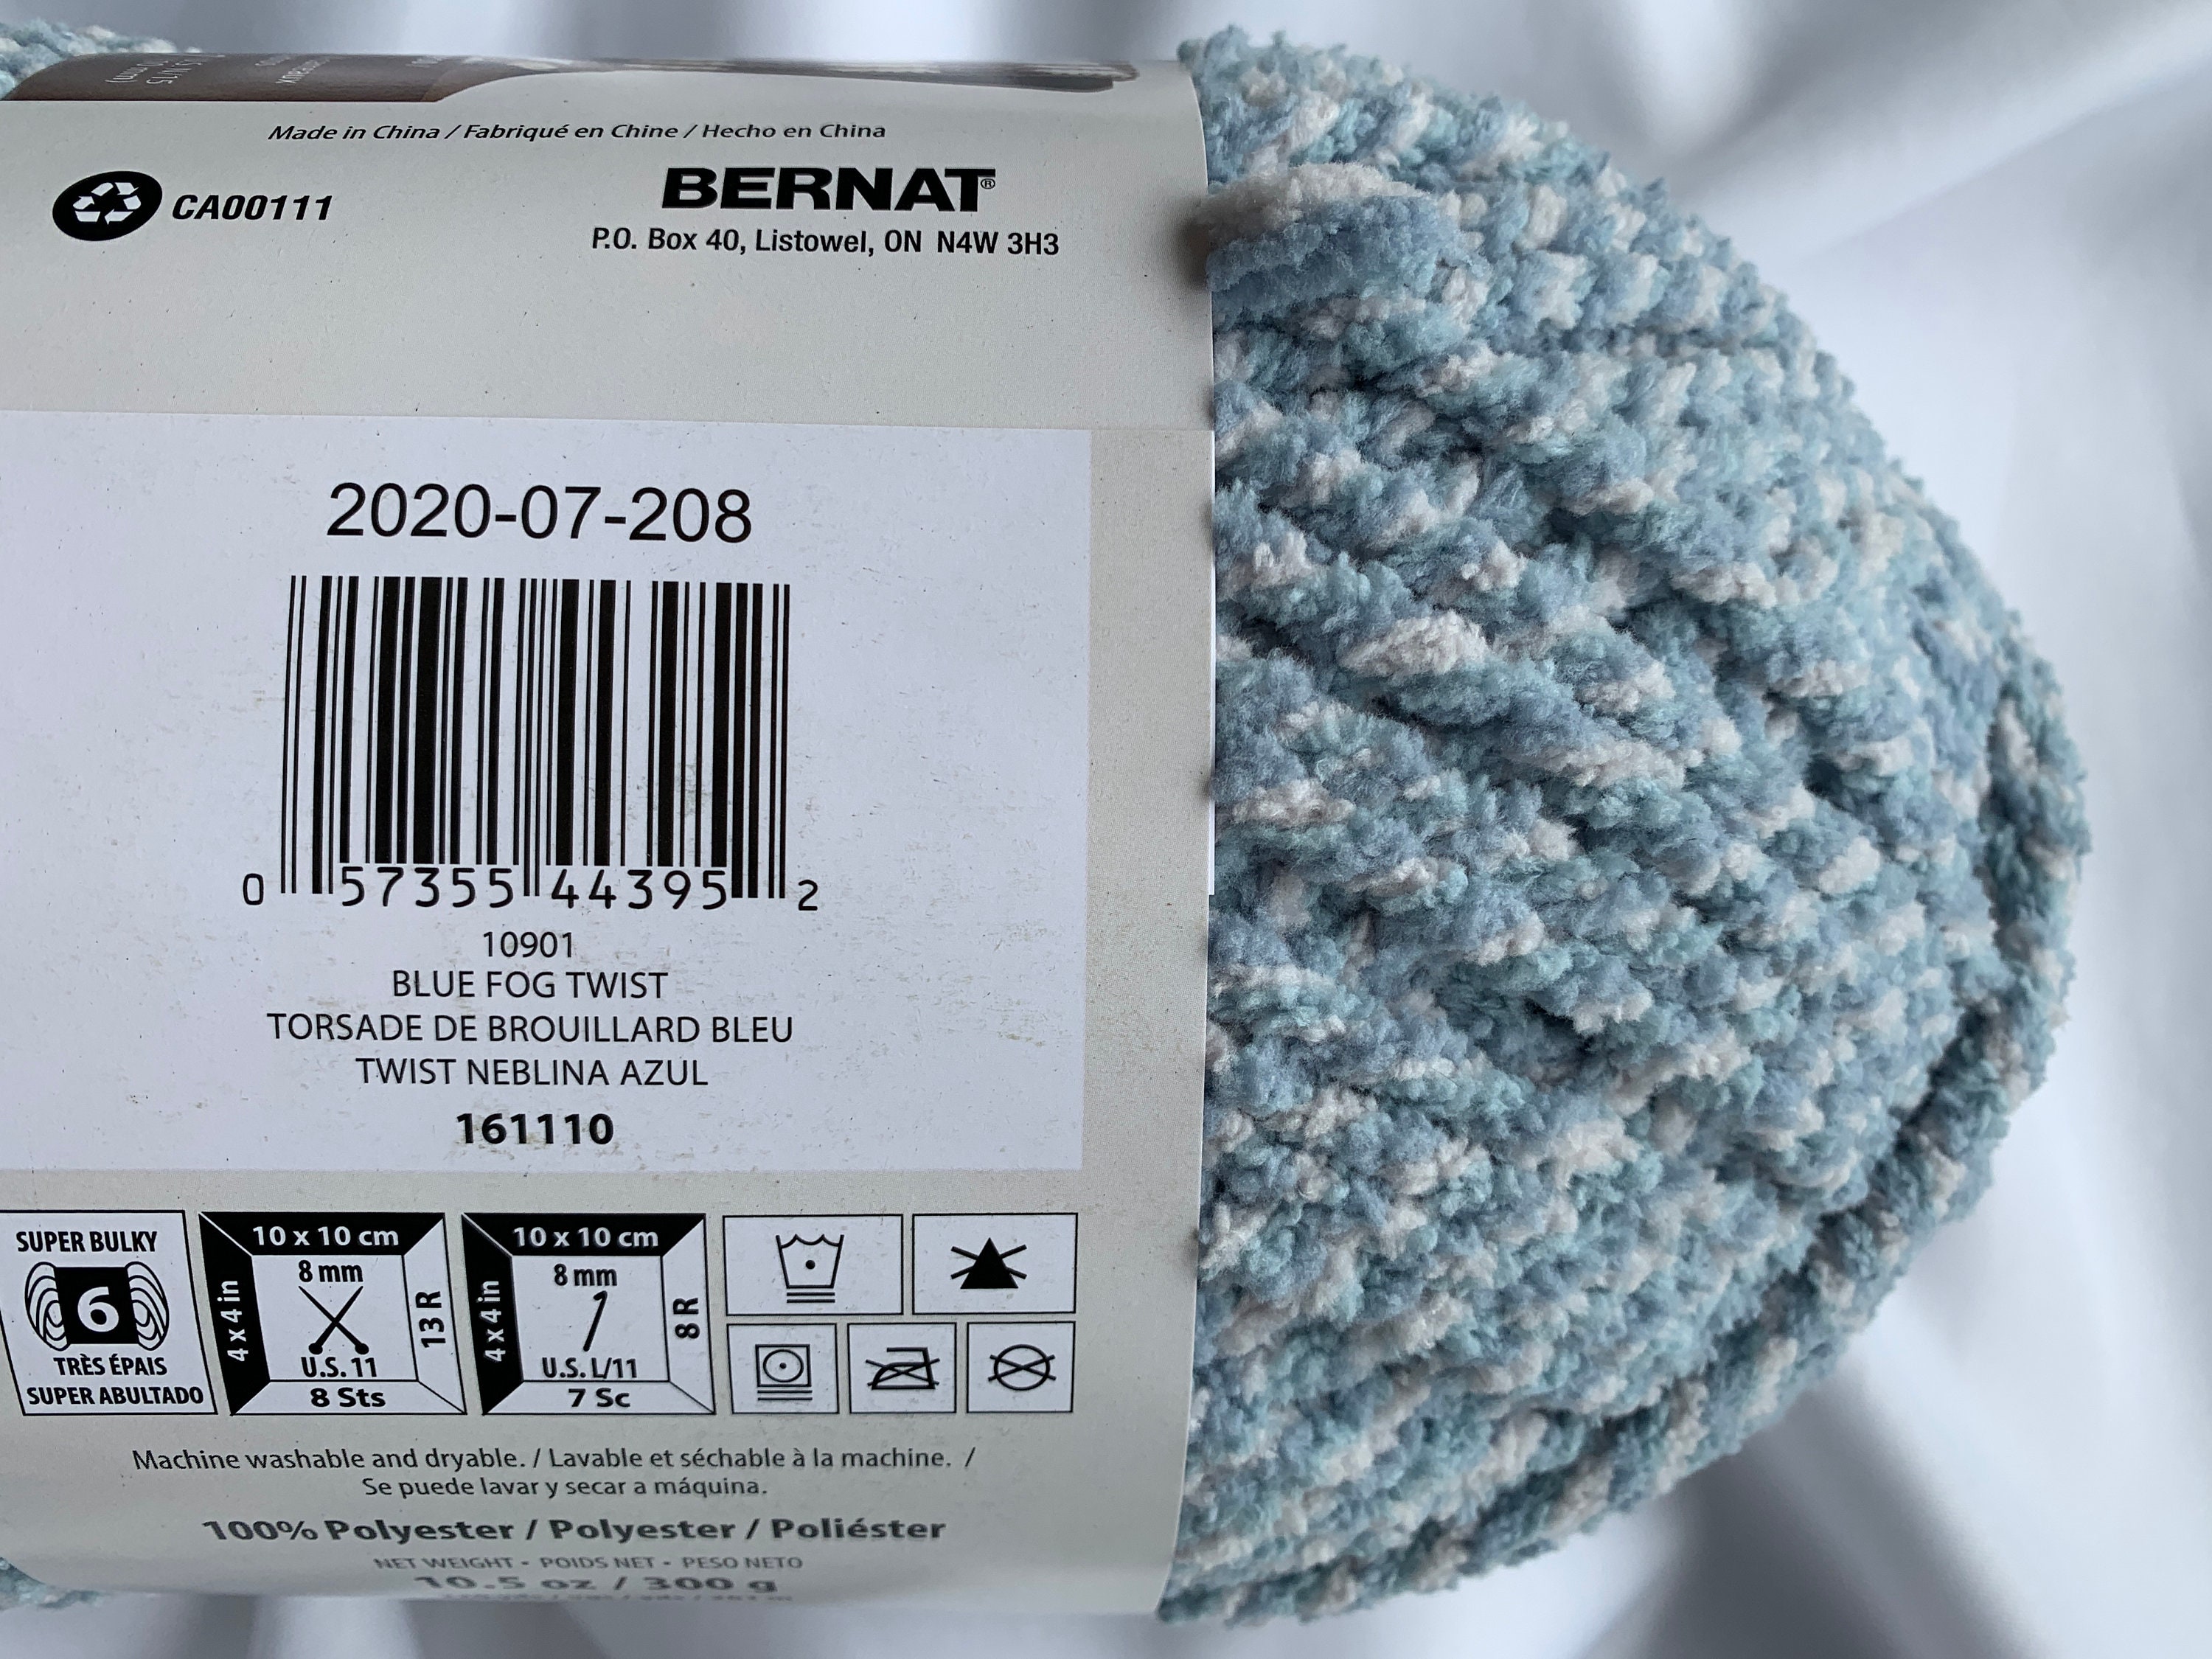 Made in China / Fabriqué en Chine / Hecho en China
CA00111
BERNAT®
P.O. Box 40, Listowel, ON N4W 3H3
2020-07-208
0 57355 44395 2
10901
BLUE FOG TWIST
TORSADE DE BROUILLARD BLEU
TWIST NEBLINA AZUL
161110
SUPER BULKY
6
TRÈS ÉPAIS
SUPER ABULTADO
10 x 10 cm
4 x 4 in
8 mm
13 R
U.S. 11
8 Sts
10 x 10 cm
4 x 4 in
8 mm
8 R
U.S. L/11
7 Sc
Machine washable and dryable. / Lavable et séchable à la machine. /
Se puede lavar y secar a máquina.
100% Polyester / Polyester / Poliéster
NET WEIGHT • POIDS NET • PESO NETO
10.5 oz / 300 g